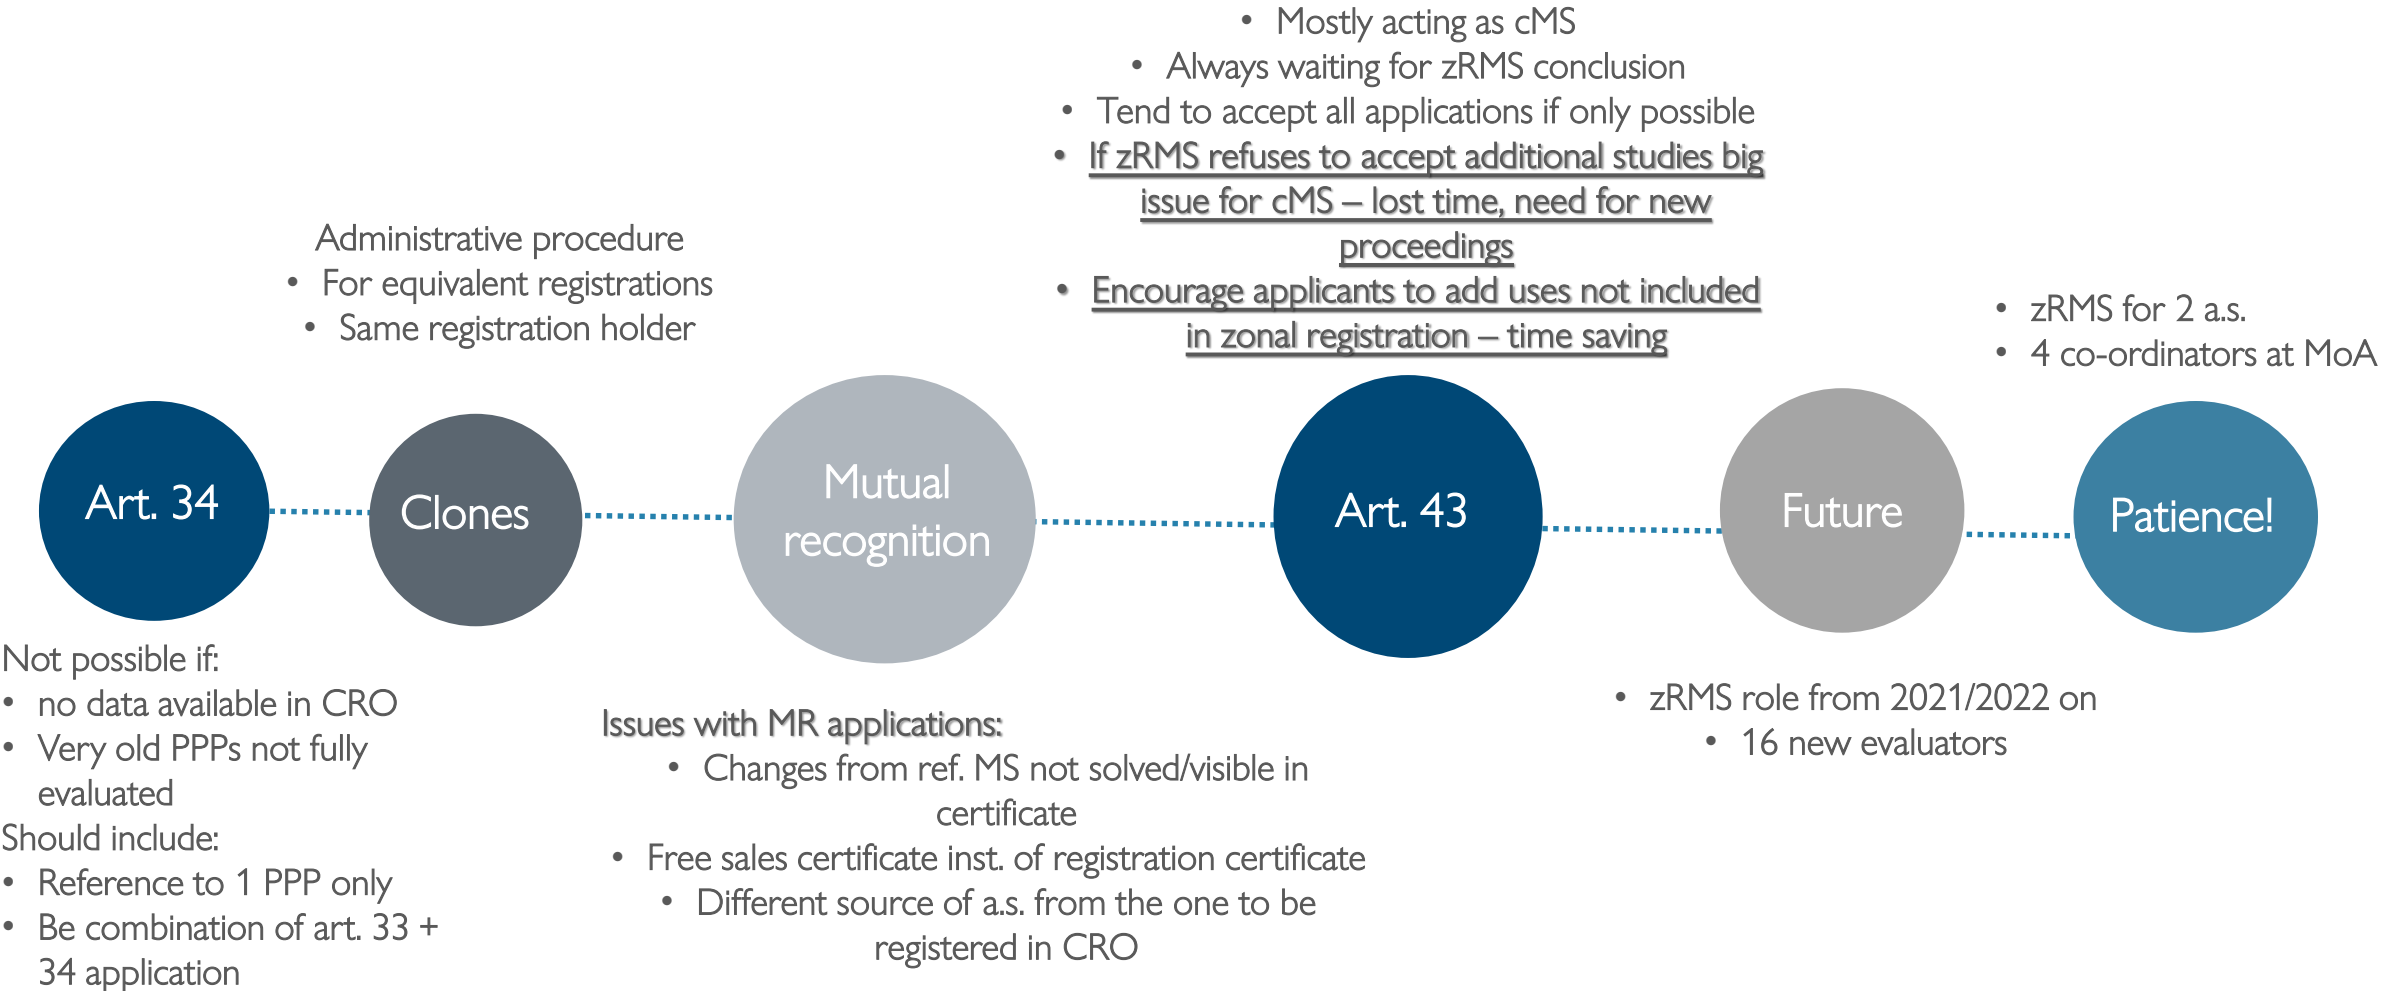 • Mostly acting as cMS
• Always waiting for zRMS conclusion
• Tend to accept all applications if only possible
• If zRMS refuses to accept additional studies big
issue for cMS – lost time, need for new
proceedings
• Encourage applicants to add uses not included
in zonal registration – time saving
Administrative procedure
• For equivalent registrations
• Same registration holder
• zRMS for 2 a.s.
• 4 co-ordinators at MoA
Art. 34
Clones
Mutual
recognition
Art. 43
Future
Patience!
Not possible if:
• no data available in CRO
• Very old PPPs not fully
evaluated
Should include:
• Reference to 1 PPP only
• Be combination of art. 33 +
34 application
Issues with MR applications:
• Changes from ref. MS not solved/visible in
certificate
• Free sales certificate inst. of registration certificate
• Different source of a.s. from the one to be
registered in CRO
• zRMS role from 2021/2022 on
• 16 new evaluators